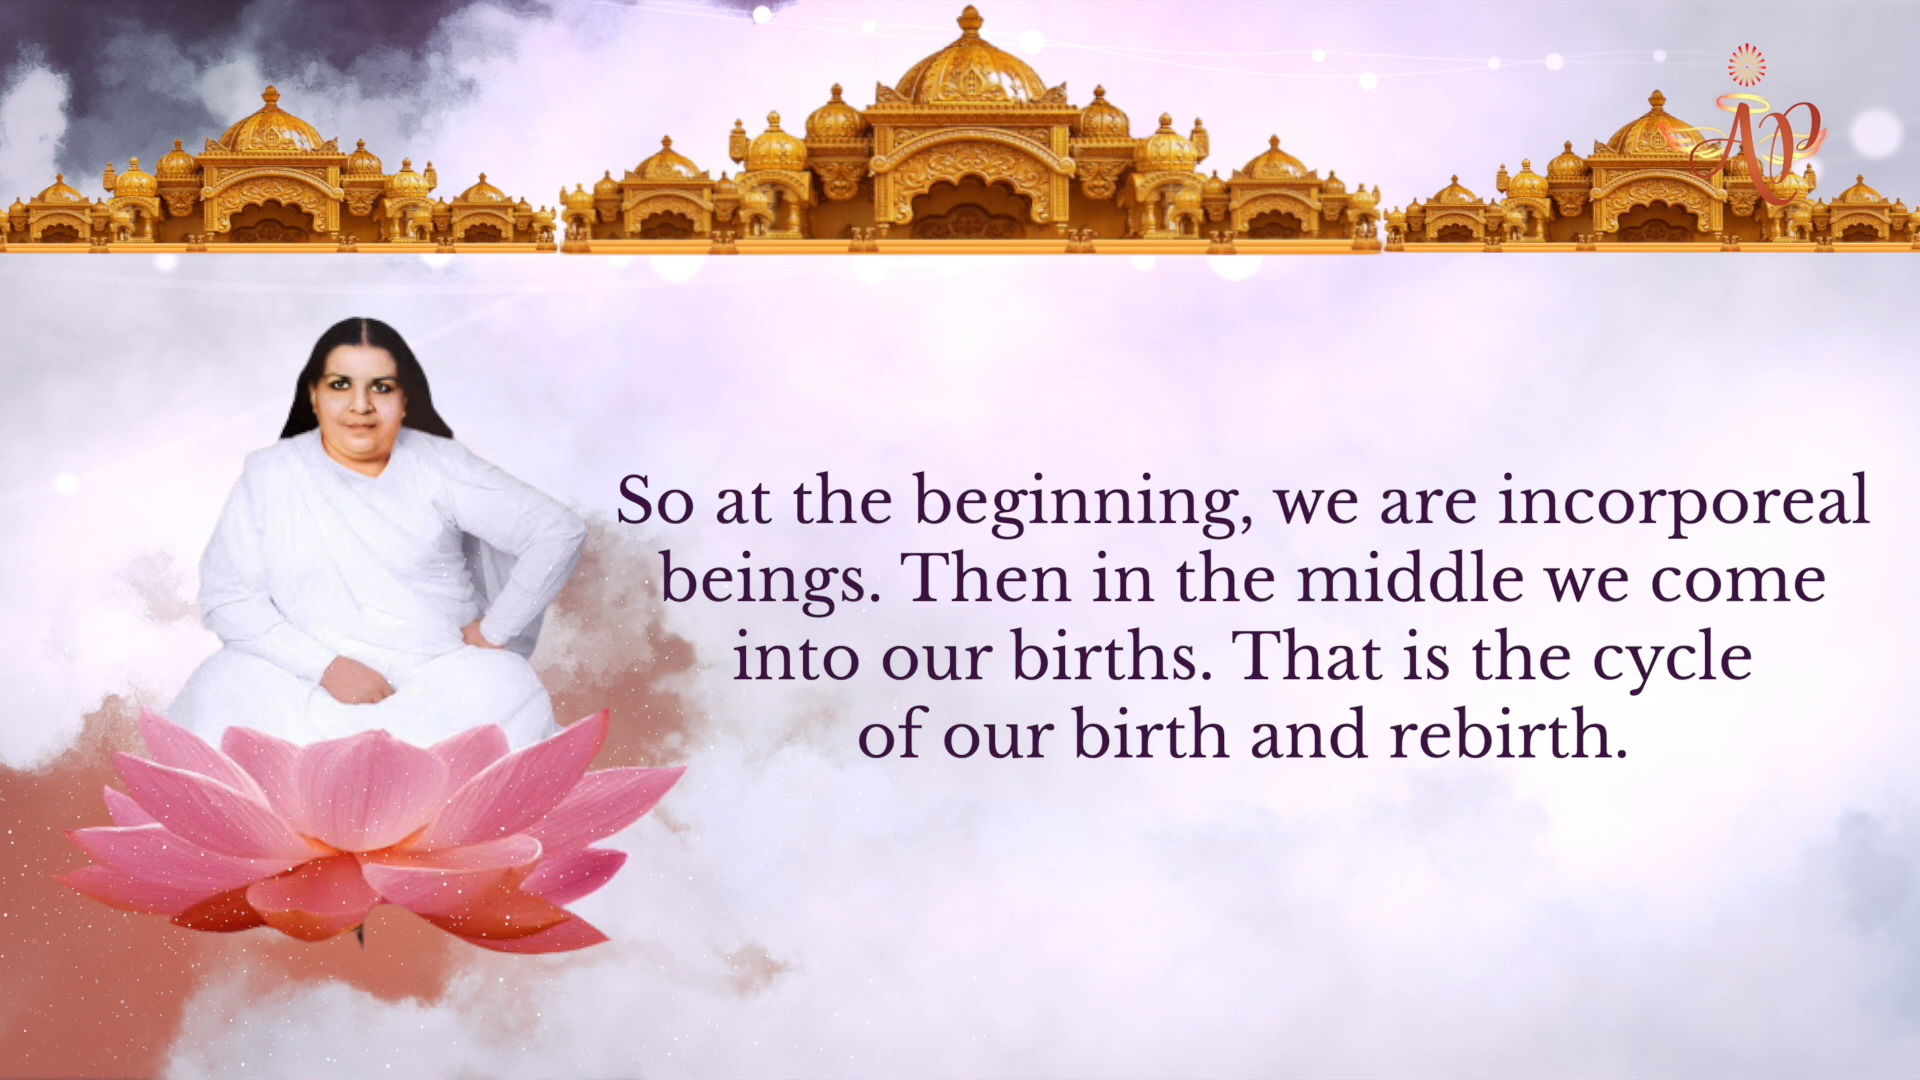 AP
So at the beginning, we are incorporeal
beings. Then in the middle we come
into our births. That is the cycle
of our birth and rebirth.